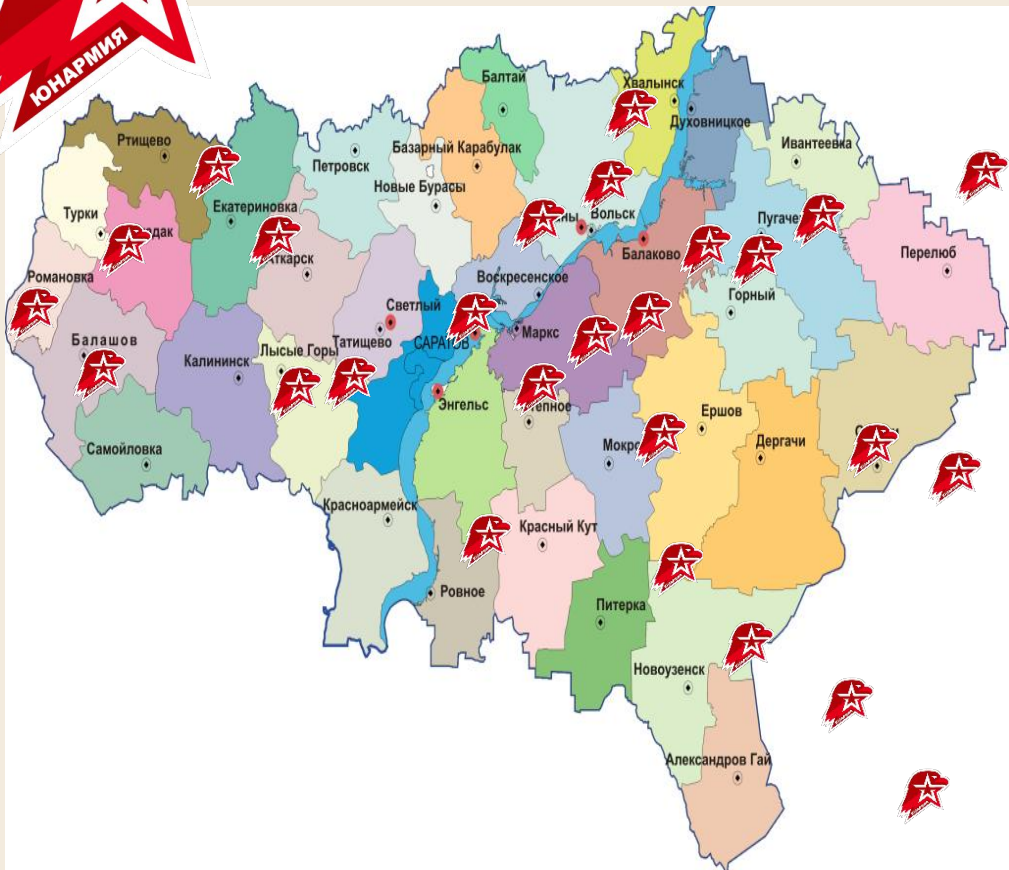 ЮНАРМИЯ
Балтай
Хвалынск
Духовницкое
Ртищево
Петровск
Базарный Карабулак
Ивантеевка
Новые Бурасы
Турки
Екатериновка
Вольск
Перелюб
Аткарск
Балаково
Романовка
Воскресенское
Горный
Светлый
Балашов
Калининск
Лысые Горы
Татищево
САРАТОВ
Маркс
Энгельс
Ершов
Дергачи
Самойловка
Красноармейск
Красный Кут
Ровное
Питерка
Новоузенск
Александров Гай